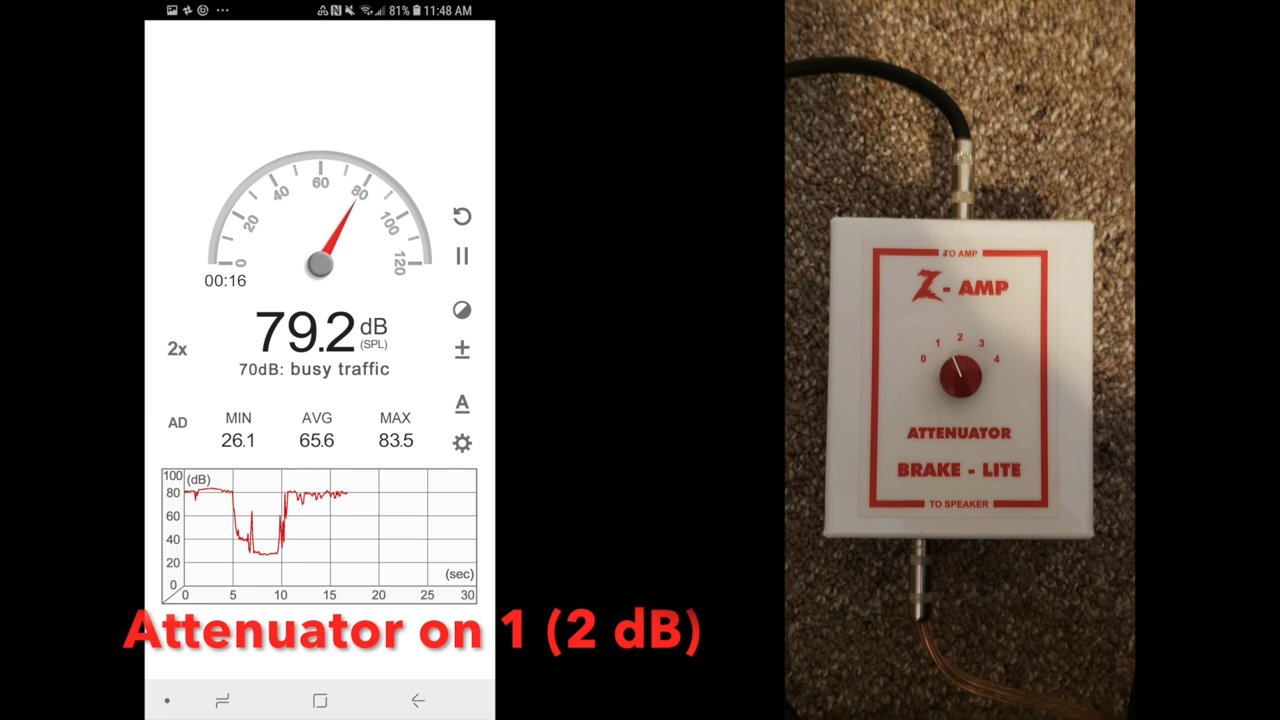 81% 11:48 AM
0 20 40 60 80 100 120
00:16
79.2 dB
(SPL)
2x
70dB: busy traffic
AD
MIN AVG MAX
26.1 65.6 83.5
A
100 (dB)
80
60
40
20
0
(sec)
0 5 10 15 20 25 30
Attenuator on 1 (2 dB)
TO AMP
Z - AMP
0 1 2 3 4
ATTENUATOR
BRAKE - LITE
TO SPEAKER